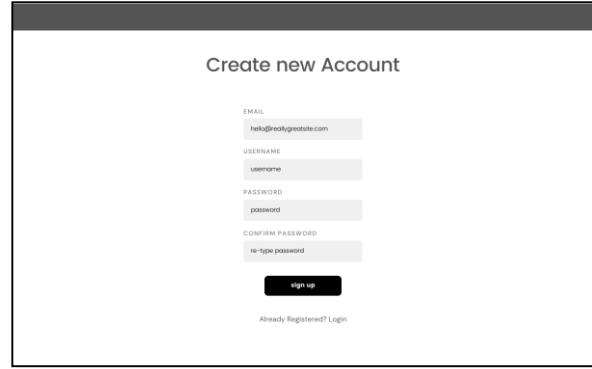 Create new Account
EMAIL
hello@reallygreatsite.com
USERNAME
username
PASSWORD
password
CONFIRM PASSWORD
re-type password
sign up
Already Registered? Login